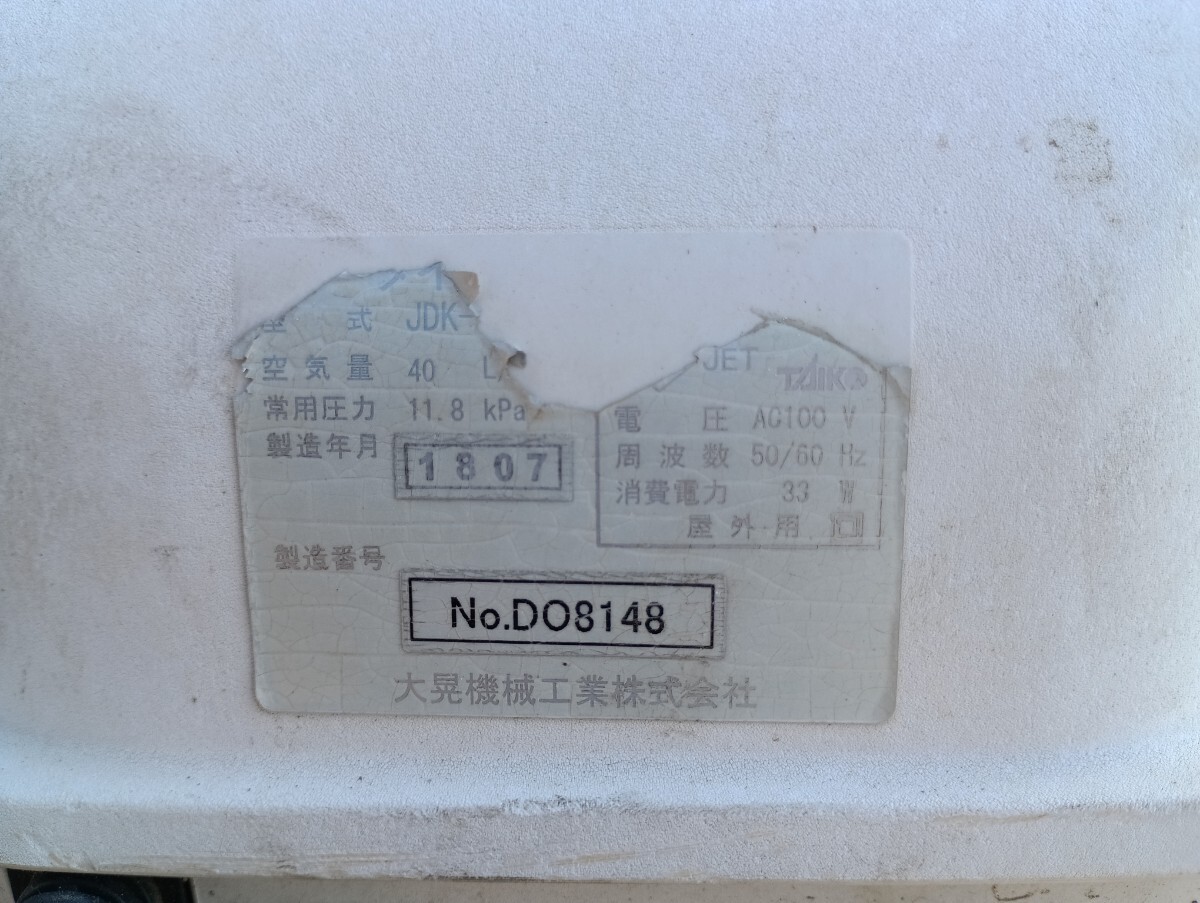 型 式 JDK-
空気量 40 L/
常用圧力 11.8 kPa
製造年月 1807
JET TAIKO
電 圧 AC100 V
周波数 50/60 Hz
消費電力 33 W
屋外用
製造番号
No.DO8148
大晃機械工業株式会社